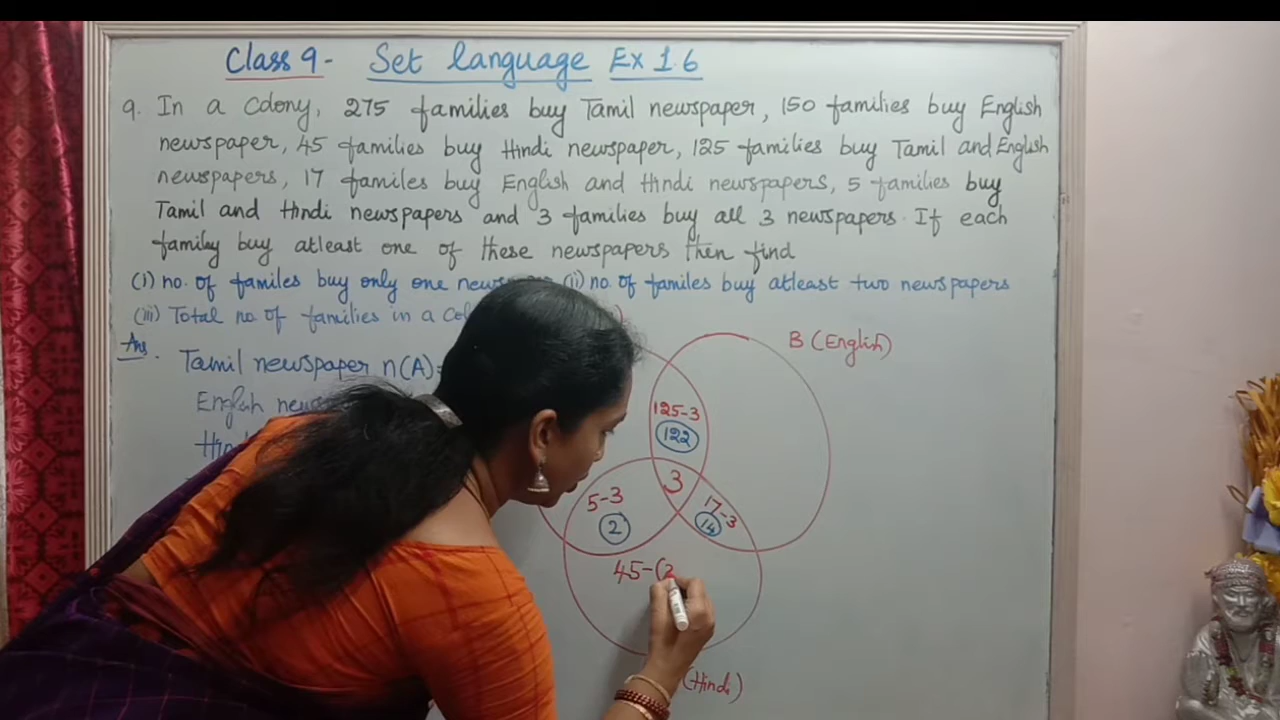 Class 9- Set language Ex 1.6
9. In a Colony, 275 families buy Tamil newspaper, 150 families buy English
newspaper, 45 families buy Hindi newspaper, 125 families buy Tamil and English
newspapers, 17 familes buy English and Hindi newspapers, 5 families buy
Tamil and Hindi newspapers and 3 families buy all 3 newspapers. If each
family buy atleast one of these newspapers then find
(i) no. of familes buy only one (ii) no. of familes buy atleast two newspapers
(iii) Total no. of families in a
Ans. Tamil newspaper n(A)=
B (English)
English
125-3
122
3
5-3
2
17-3
14
45-(2
(Hindi)